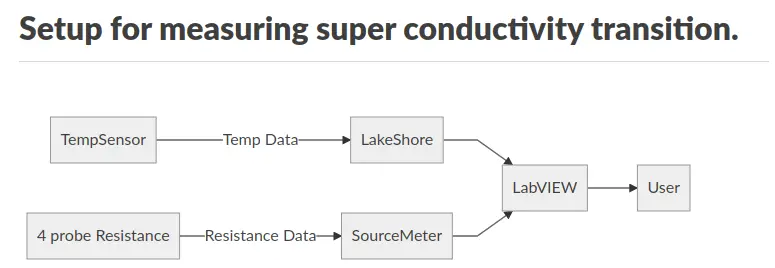 Setup for measuring super conductivity transition.
TempSensor
Temp Data
LakeShore
LabVIEW
User
4 probe Resistance
Resistance Data
SourceMeter